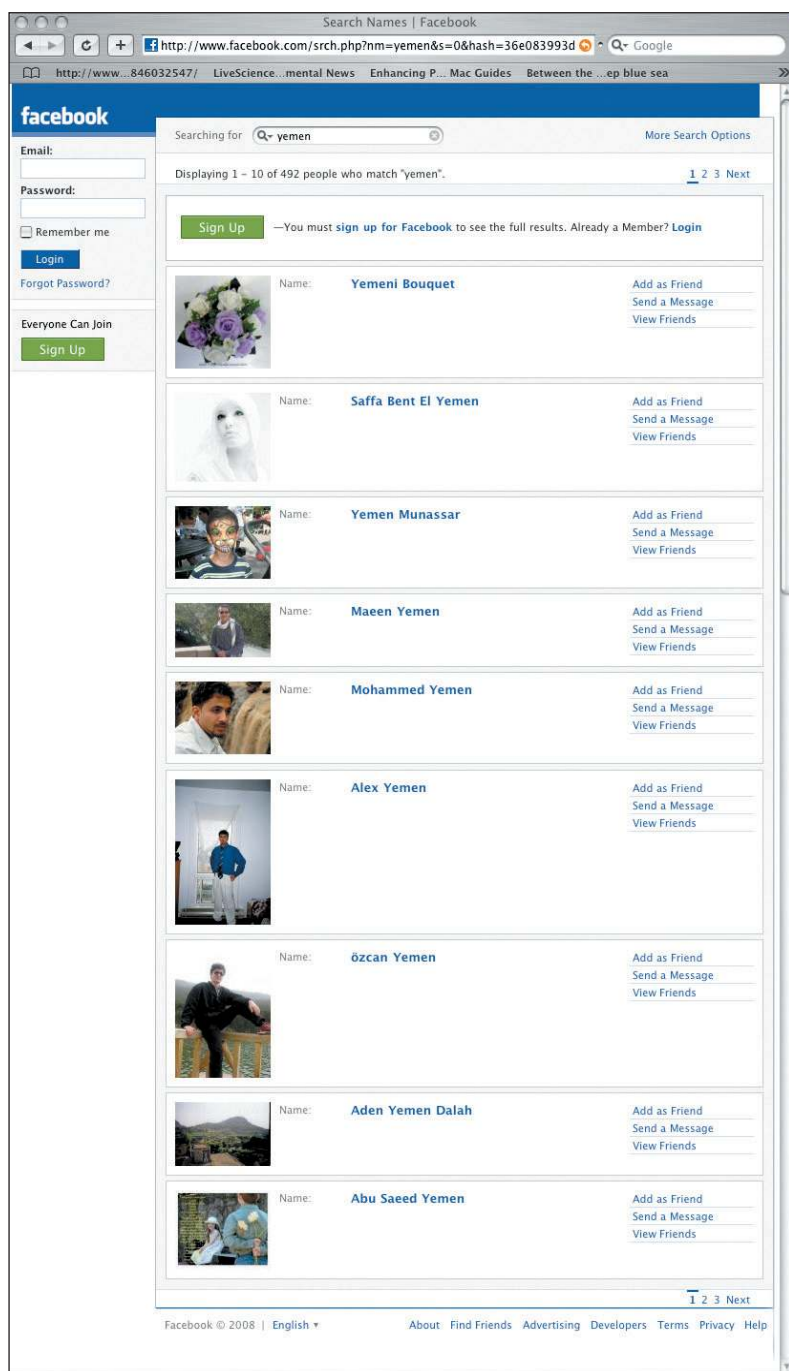 Search Names | Facebook
http://www.facebook.com/srch.php?nm=yemen&s=0&hash=36e083993d
Google
http://www...846032547/ LiveScience...mental News Enhancing P... Mac Guides Between the ...ep blue sea
facebook
Email:
Password:
Remember me
Login
Forgot Password?
Everyone Can Join
Sign Up
Searching for yemen More Search Options
Displaying 1 – 10 of 492 people who match "yemen". 1 2 3 Next
Sign Up —You must sign up for Facebook to see the full results. Already a Member? Login
Name: Yemeni Bouquet Add as Friend
Send a Message
View Friends
Name: Saffa Bent El Yemen Add as Friend
Send a Message
View Friends
Name: Yemen Munassar Add as Friend
Send a Message
View Friends
Name: Maeen Yemen Add as Friend
Send a Message
View Friends
Name: Mohammed Yemen Add as Friend
Send a Message
View Friends
Name: Alex Yemen Add as Friend
Send a Message
View Friends
Name: özcan Yemen Add as Friend
Send a Message
View Friends
Name: Aden Yemen Dalah Add as Friend
Send a Message
View Friends
Name: Abu Saeed Yemen Add as Friend
Send a Message
View Friends
1 2 3 Next
Facebook © 2008 | English About Find Friends Advertising Developers Terms Privacy Help